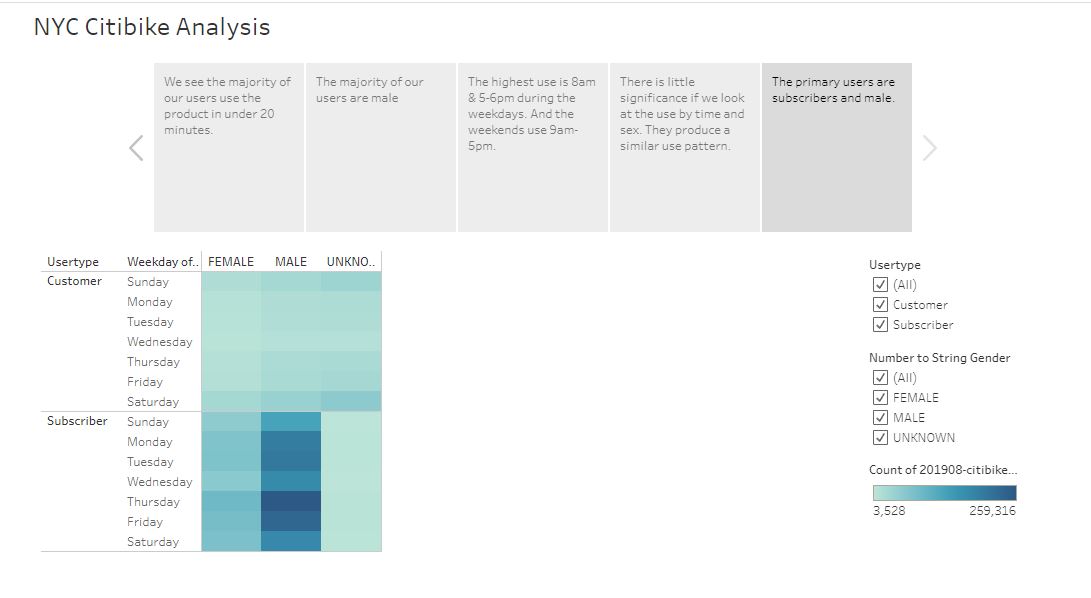 NYC Citibike Analysis
We see the majority of
our users use the
product in under 20
minutes.
The majority of our
users are male
The highest use is 8am
& 5-6pm during the
weekdays. And the
weekends use 9am-
5pm.
There is little
significance if we look
at the use by time and
sex. They produce a
similar use pattern.
The primary users are
subscribers and male.
Usertype Weekday of.. FEMALE MALE UNKNO..
Customer Sunday
Monday
Tuesday
Wednesday
Thursday
Friday
Saturday
Subscriber Sunday
Monday
Tuesday
Wednesday
Thursday
Friday
Saturday
Usertype
(All)
Customer
Subscriber
Number to String Gender
(All)
FEMALE
MALE
UNKNOWN
Count of 201908-citibike...
3,528 259,316